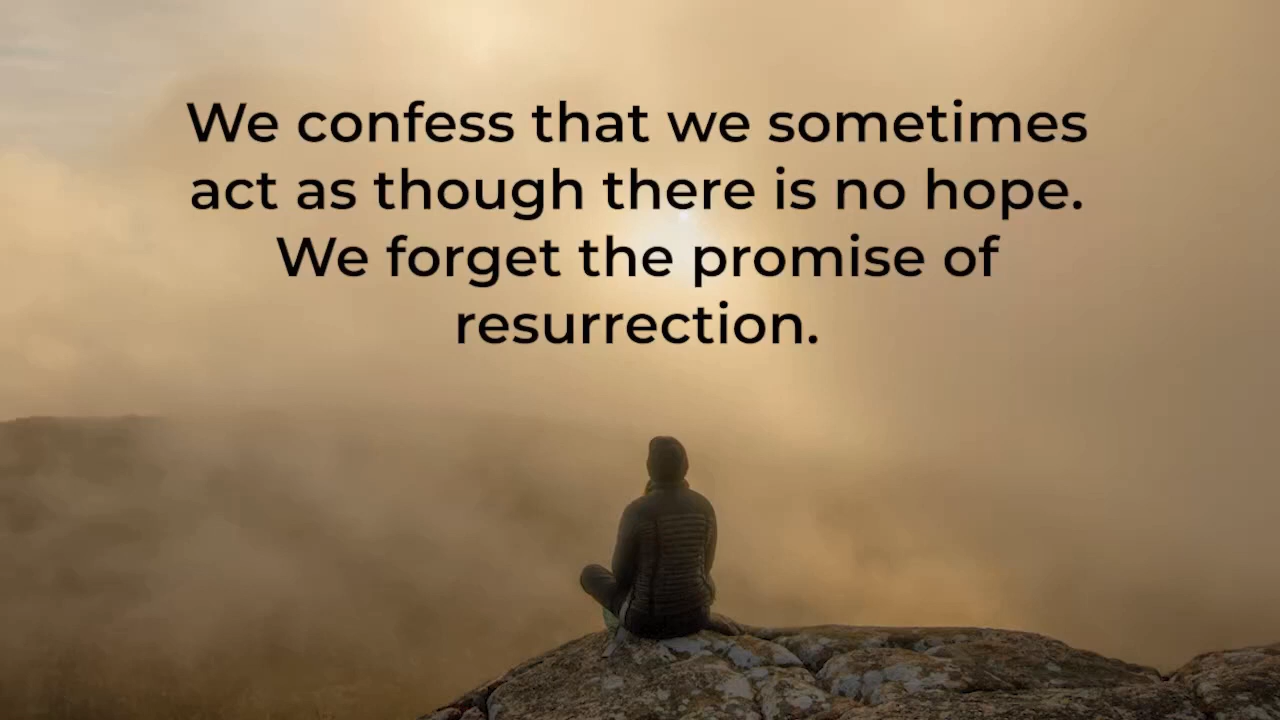 We confess that we sometimes
act as though there is no hope.
We forget the promise of
resurrection.